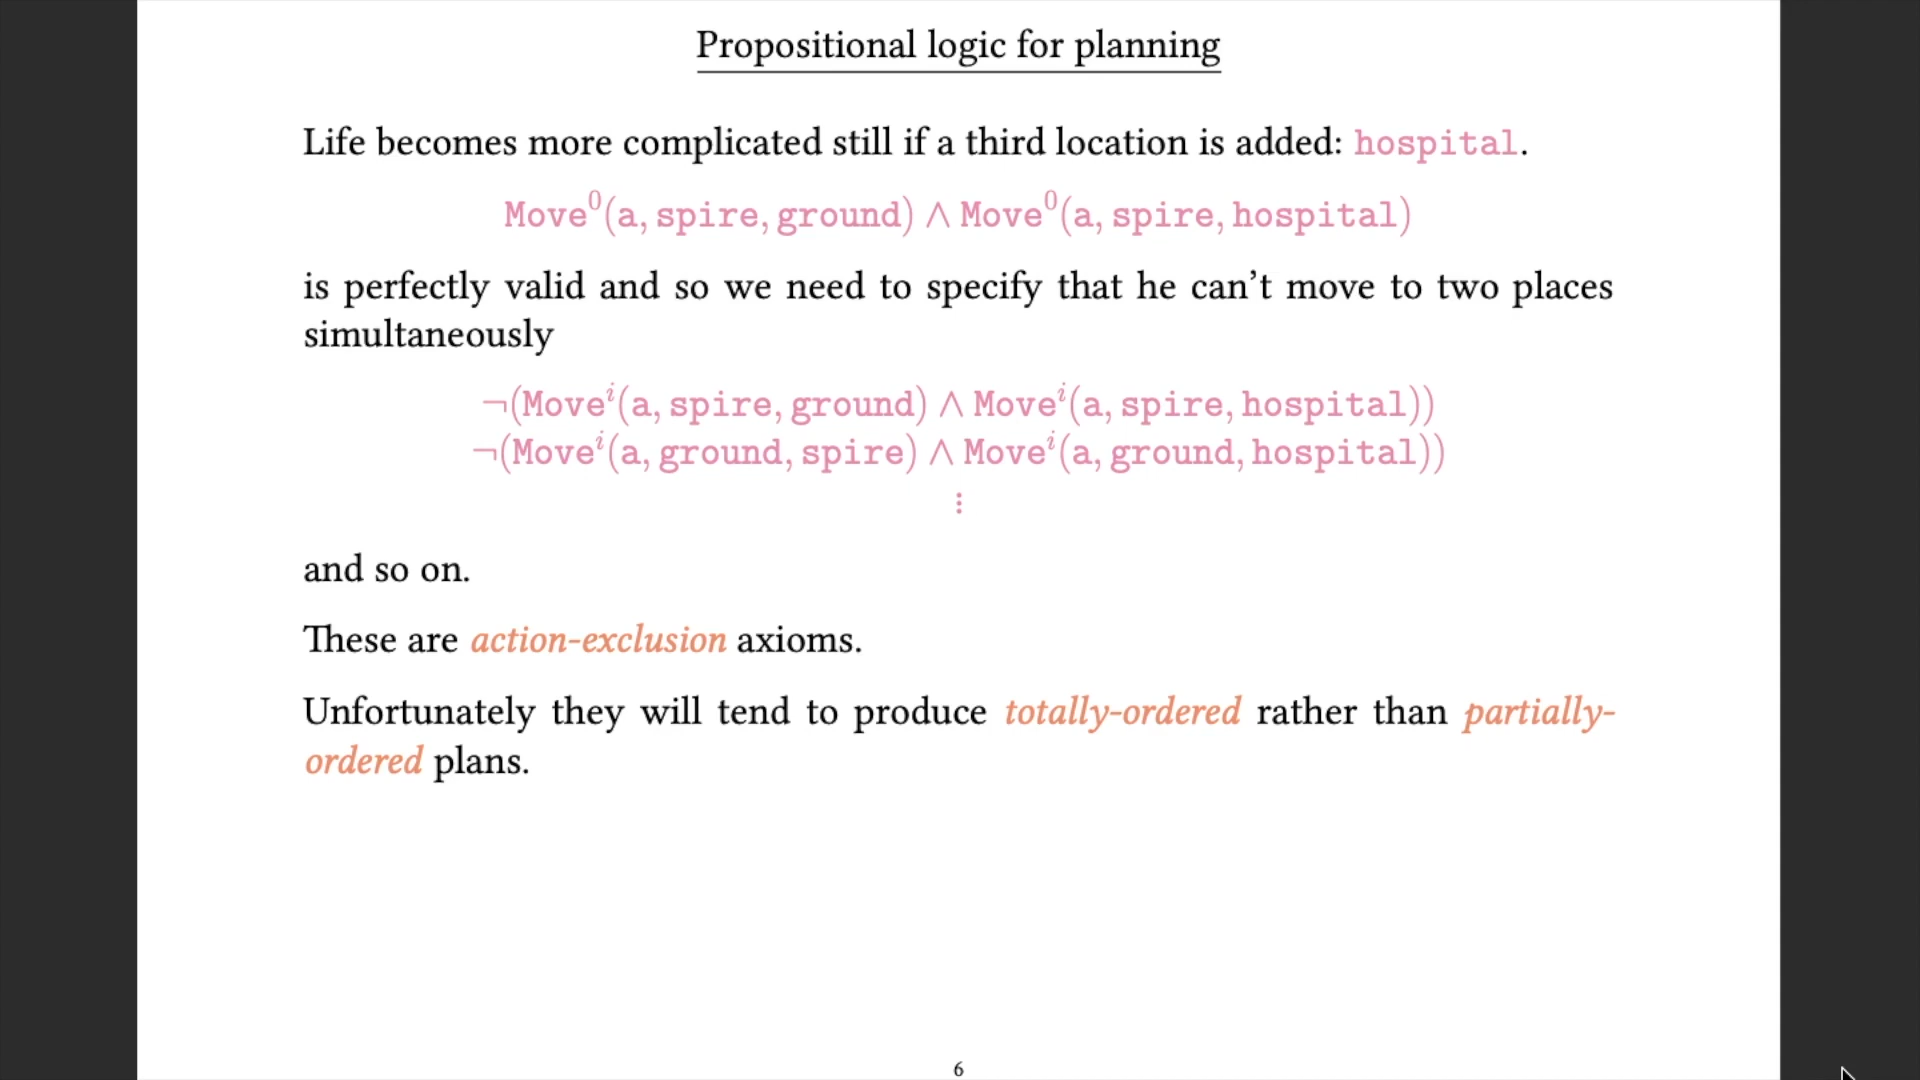 Propositional logic for planning
Life becomes more complicated still if a third location is added: hospital.
Move⁰(a, spire, ground) ∧ Move⁰(a, spire, hospital)
is perfectly valid and so we need to specify that he can’t move to two places
simultaneously
¬(Moveⁱ(a, spire, ground) ∧ Moveⁱ(a, spire, hospital))
¬(Moveⁱ(a, ground, spire) ∧ Moveⁱ(a, ground, hospital))
⋮
and so on.
These are action-exclusion axioms.
Unfortunately they will tend to produce totally-ordered rather than partially-
ordered plans.
6